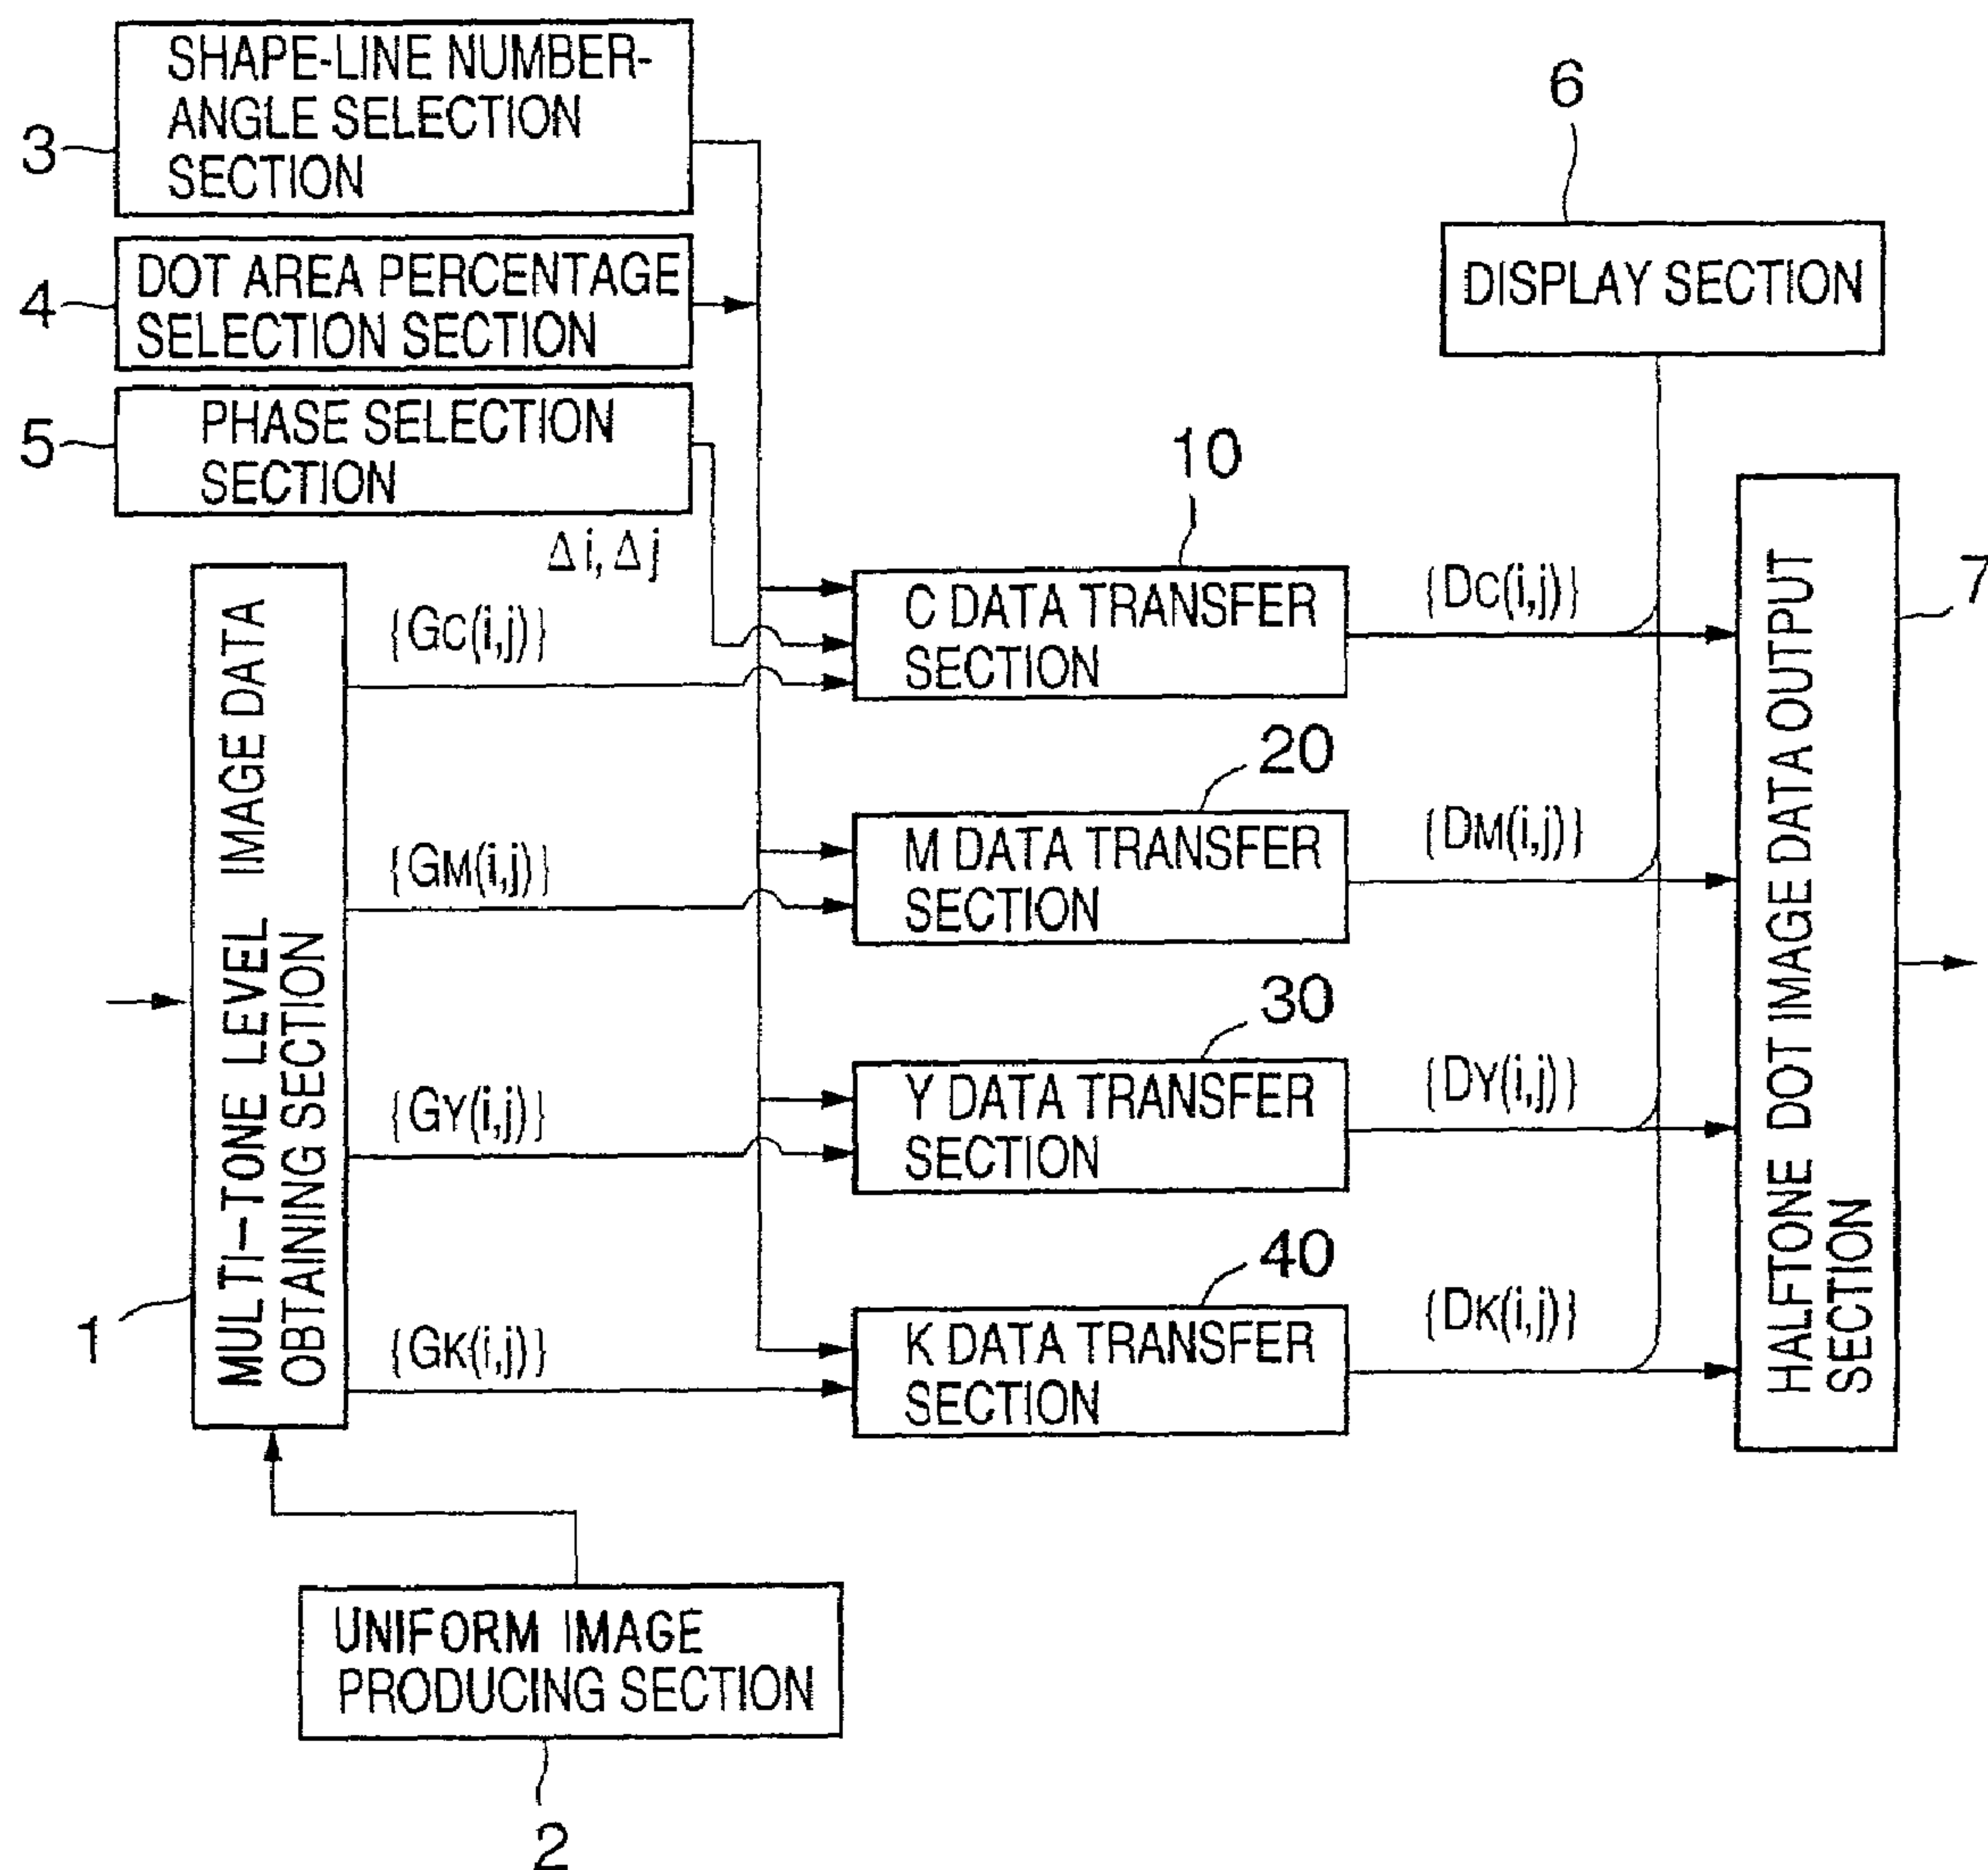 3
SHAPE-LINE NUMBER-
ANGLE SELECTION
SECTION
4
DOT AREA PERCENTAGE
SELECTION SECTION
5
PHASE SELECTION
SECTION
Δi, Δj
6
DISPLAY SECTION
1
MULTI-TONE LEVEL IMAGE DATA
OBTAINING SECTION
{GC(i,j)}
{GM(i,j)}
{GY(i,j)}
{GK(i,j)}
10
C DATA TRANSFER
SECTION
20
M DATA TRANSFER
SECTION
30
Y DATA TRANSFER
SECTION
40
K DATA TRANSFER
SECTION
{DC(i,j)}
{DM(i,j)}
{DY(i,j)}
{DK(i,j)}
7
HALFTONE DOT IMAGE DATA OUTPUT
SECTION
UNIFORM IMAGE
PRODUCING SECTION
2